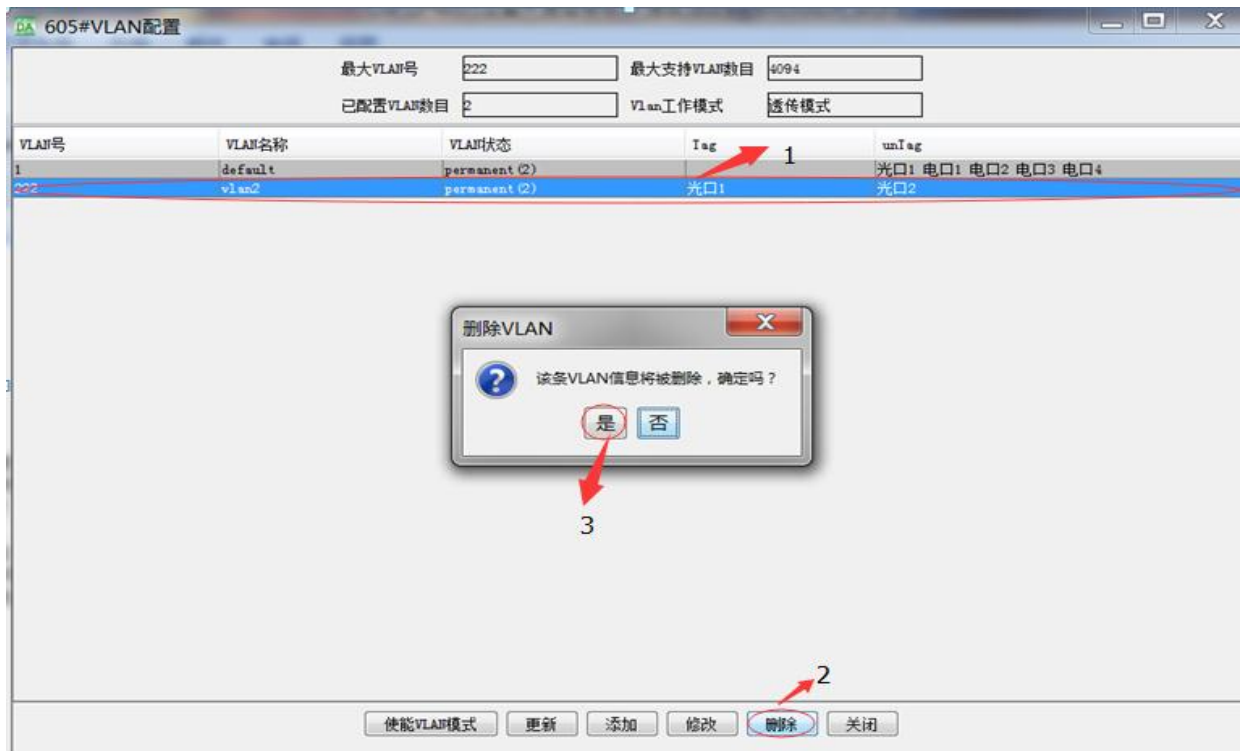 DA 605#VLAN配置
最大VLAN号 222 最大支持VLAN数目 4094
已配置VLAN数目 2 Vlan工作模式 透传模式
VLAN号 VLAN名称 VLAN状态 Tag unTag
1 default permanent(2) 光口1 电口1 电口2 电口3 电口4
222 vlan2 permanent(2) 光口1 光口2
1
删除VLAN
该条VLAN信息将被删除，确定吗？
是 否
3
2
使能VLAN模式 更新 添加 修改 删除 关闭